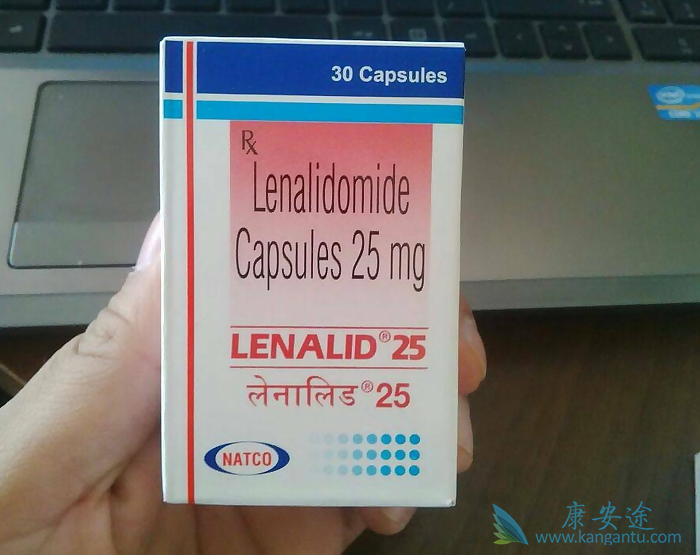 30 Capsules
Rx
Lenalidomide
Capsules 25 mg
LENALID® 25
लेनालिड® 25
NATCO
康安途
www.kangantu.com